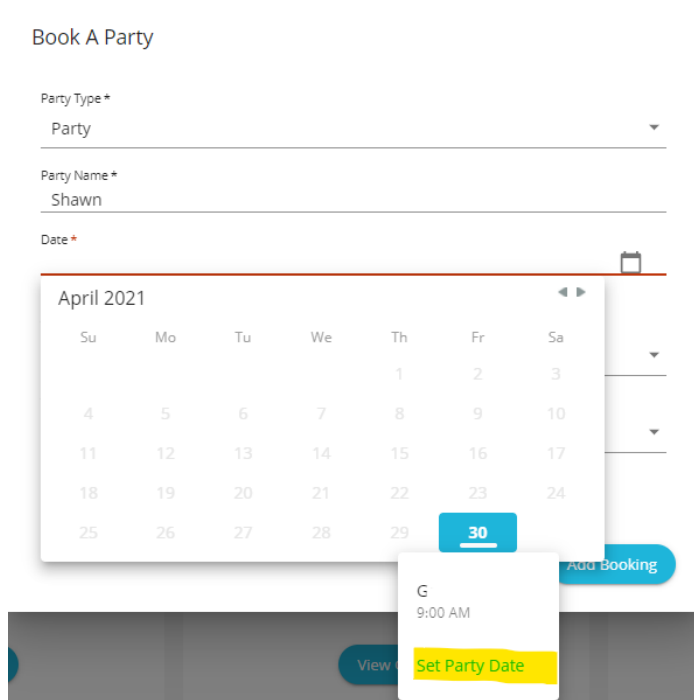 Book A Party
Party Type *
Party
Party Name *
Shawn
Date *
April 2021
Su Mo Tu We Th Fr Sa
1 2 3
4 5 6 7 8 9 10
11 12 13 14 15 16 17
18 19 20 21 22 23 24
25 26 27 28 29 30
Add Booking
G
9:00 AM
View
Set Party Date